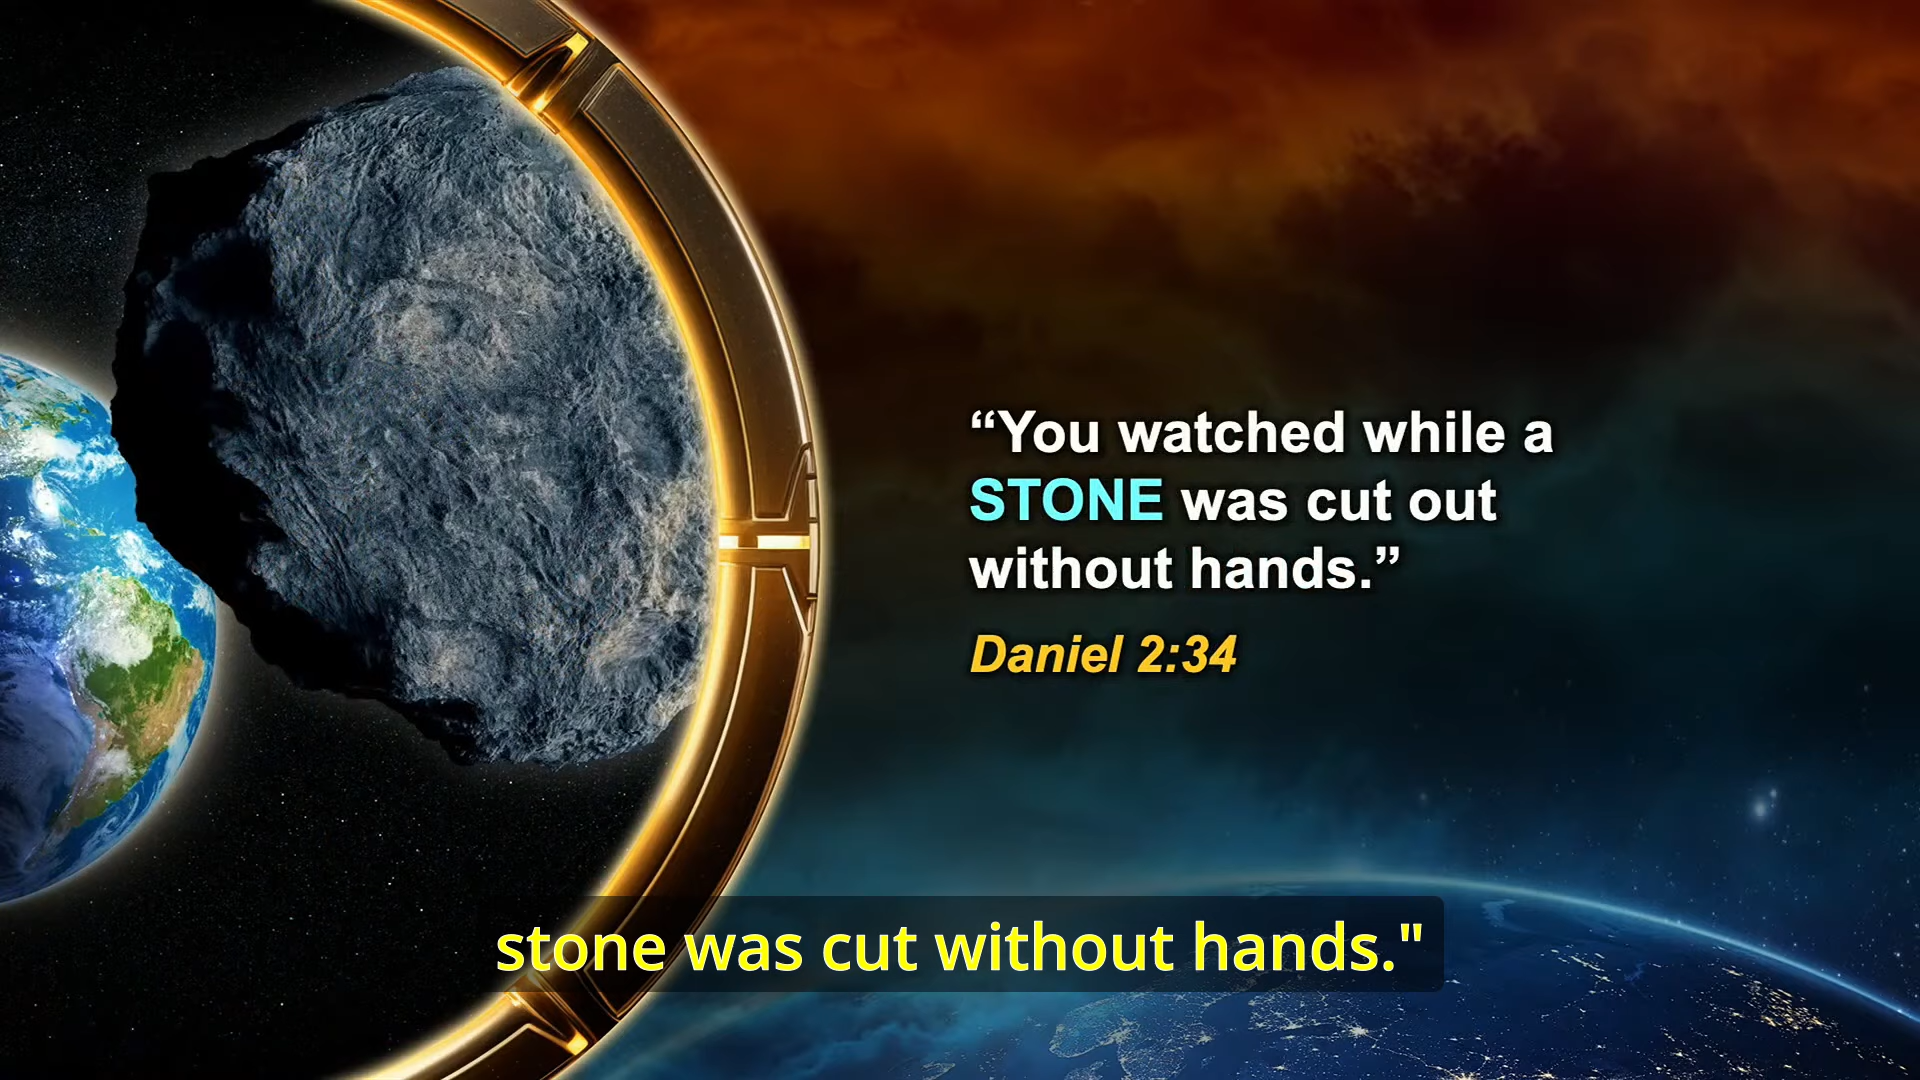 “You watched while a
STONE was cut out
without hands.”
Daniel 2:34
stone was cut without hands."